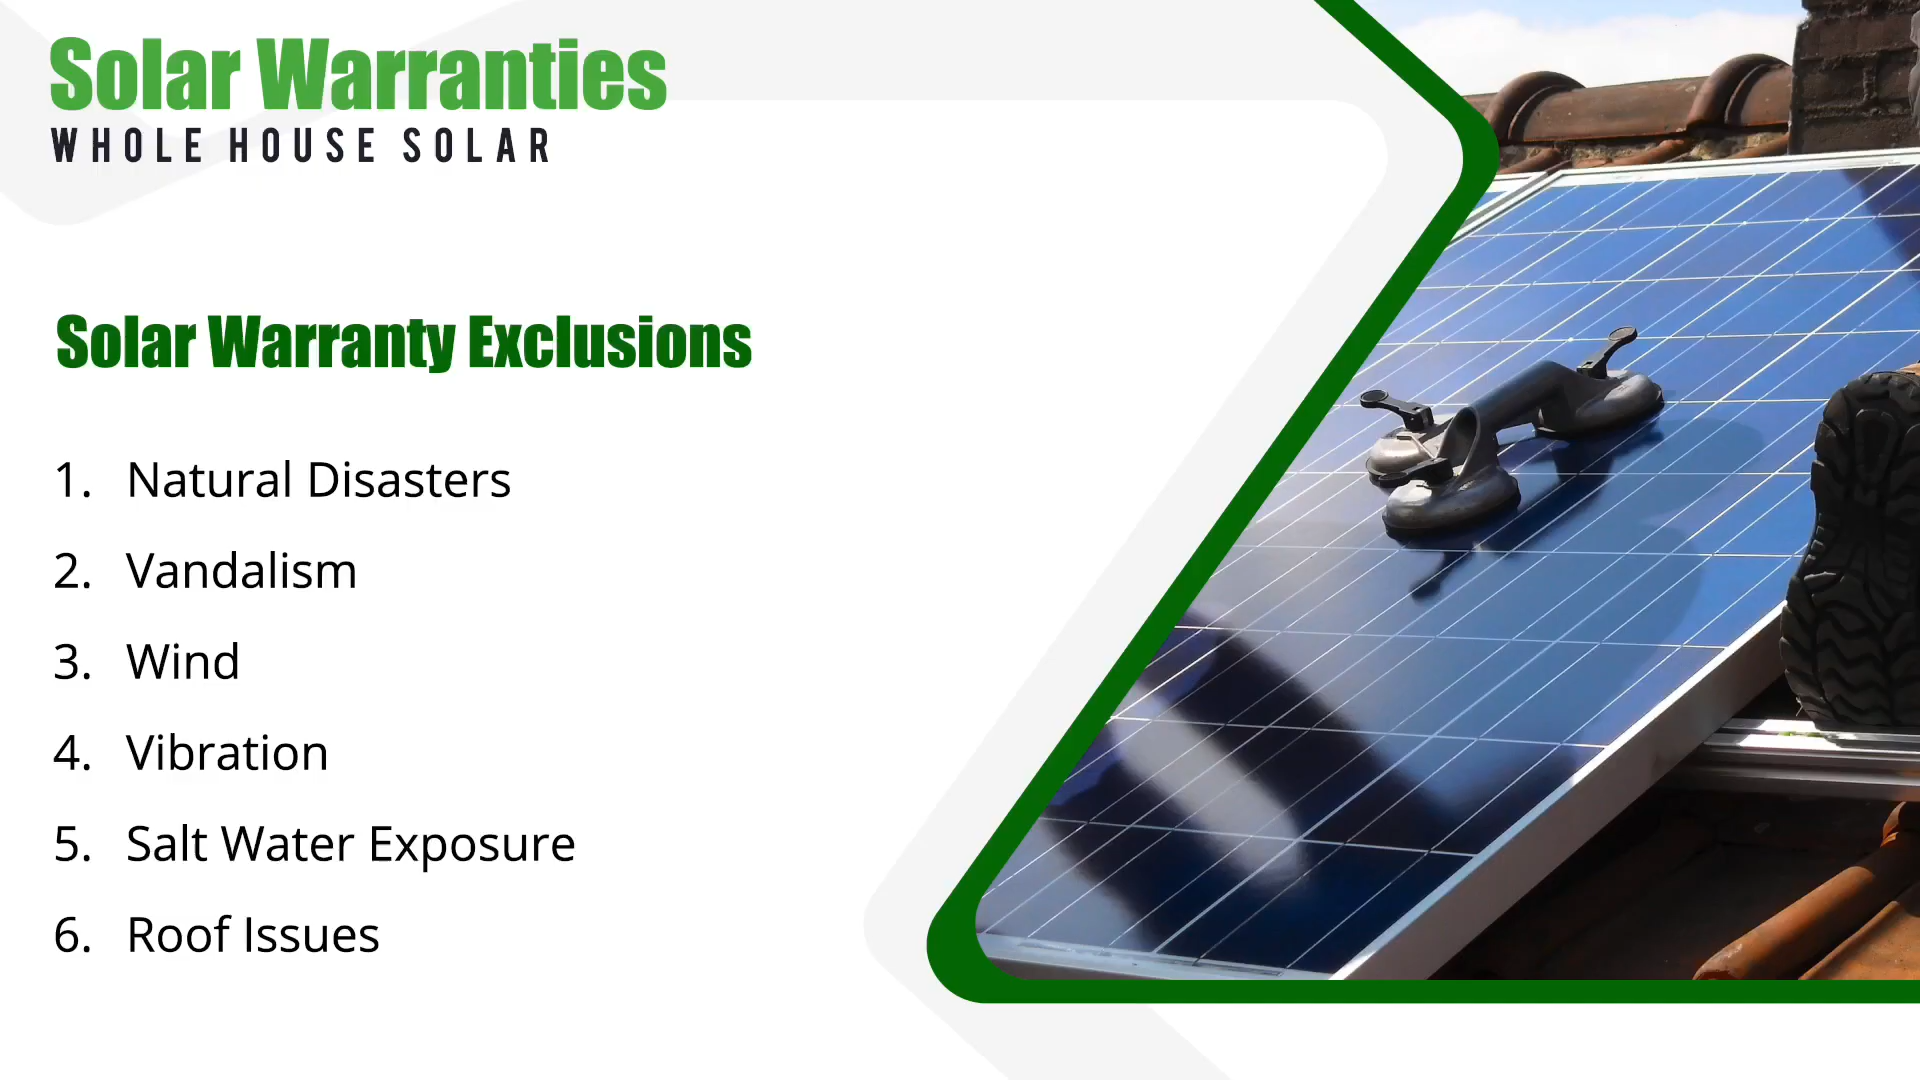 Solar Warranties
WHOLE HOUSE SOLAR
Solar Warranty Exclusions
1. Natural Disasters
2. Vandalism
3. Wind
4. Vibration
5. Salt Water Exposure
6. Roof Issues